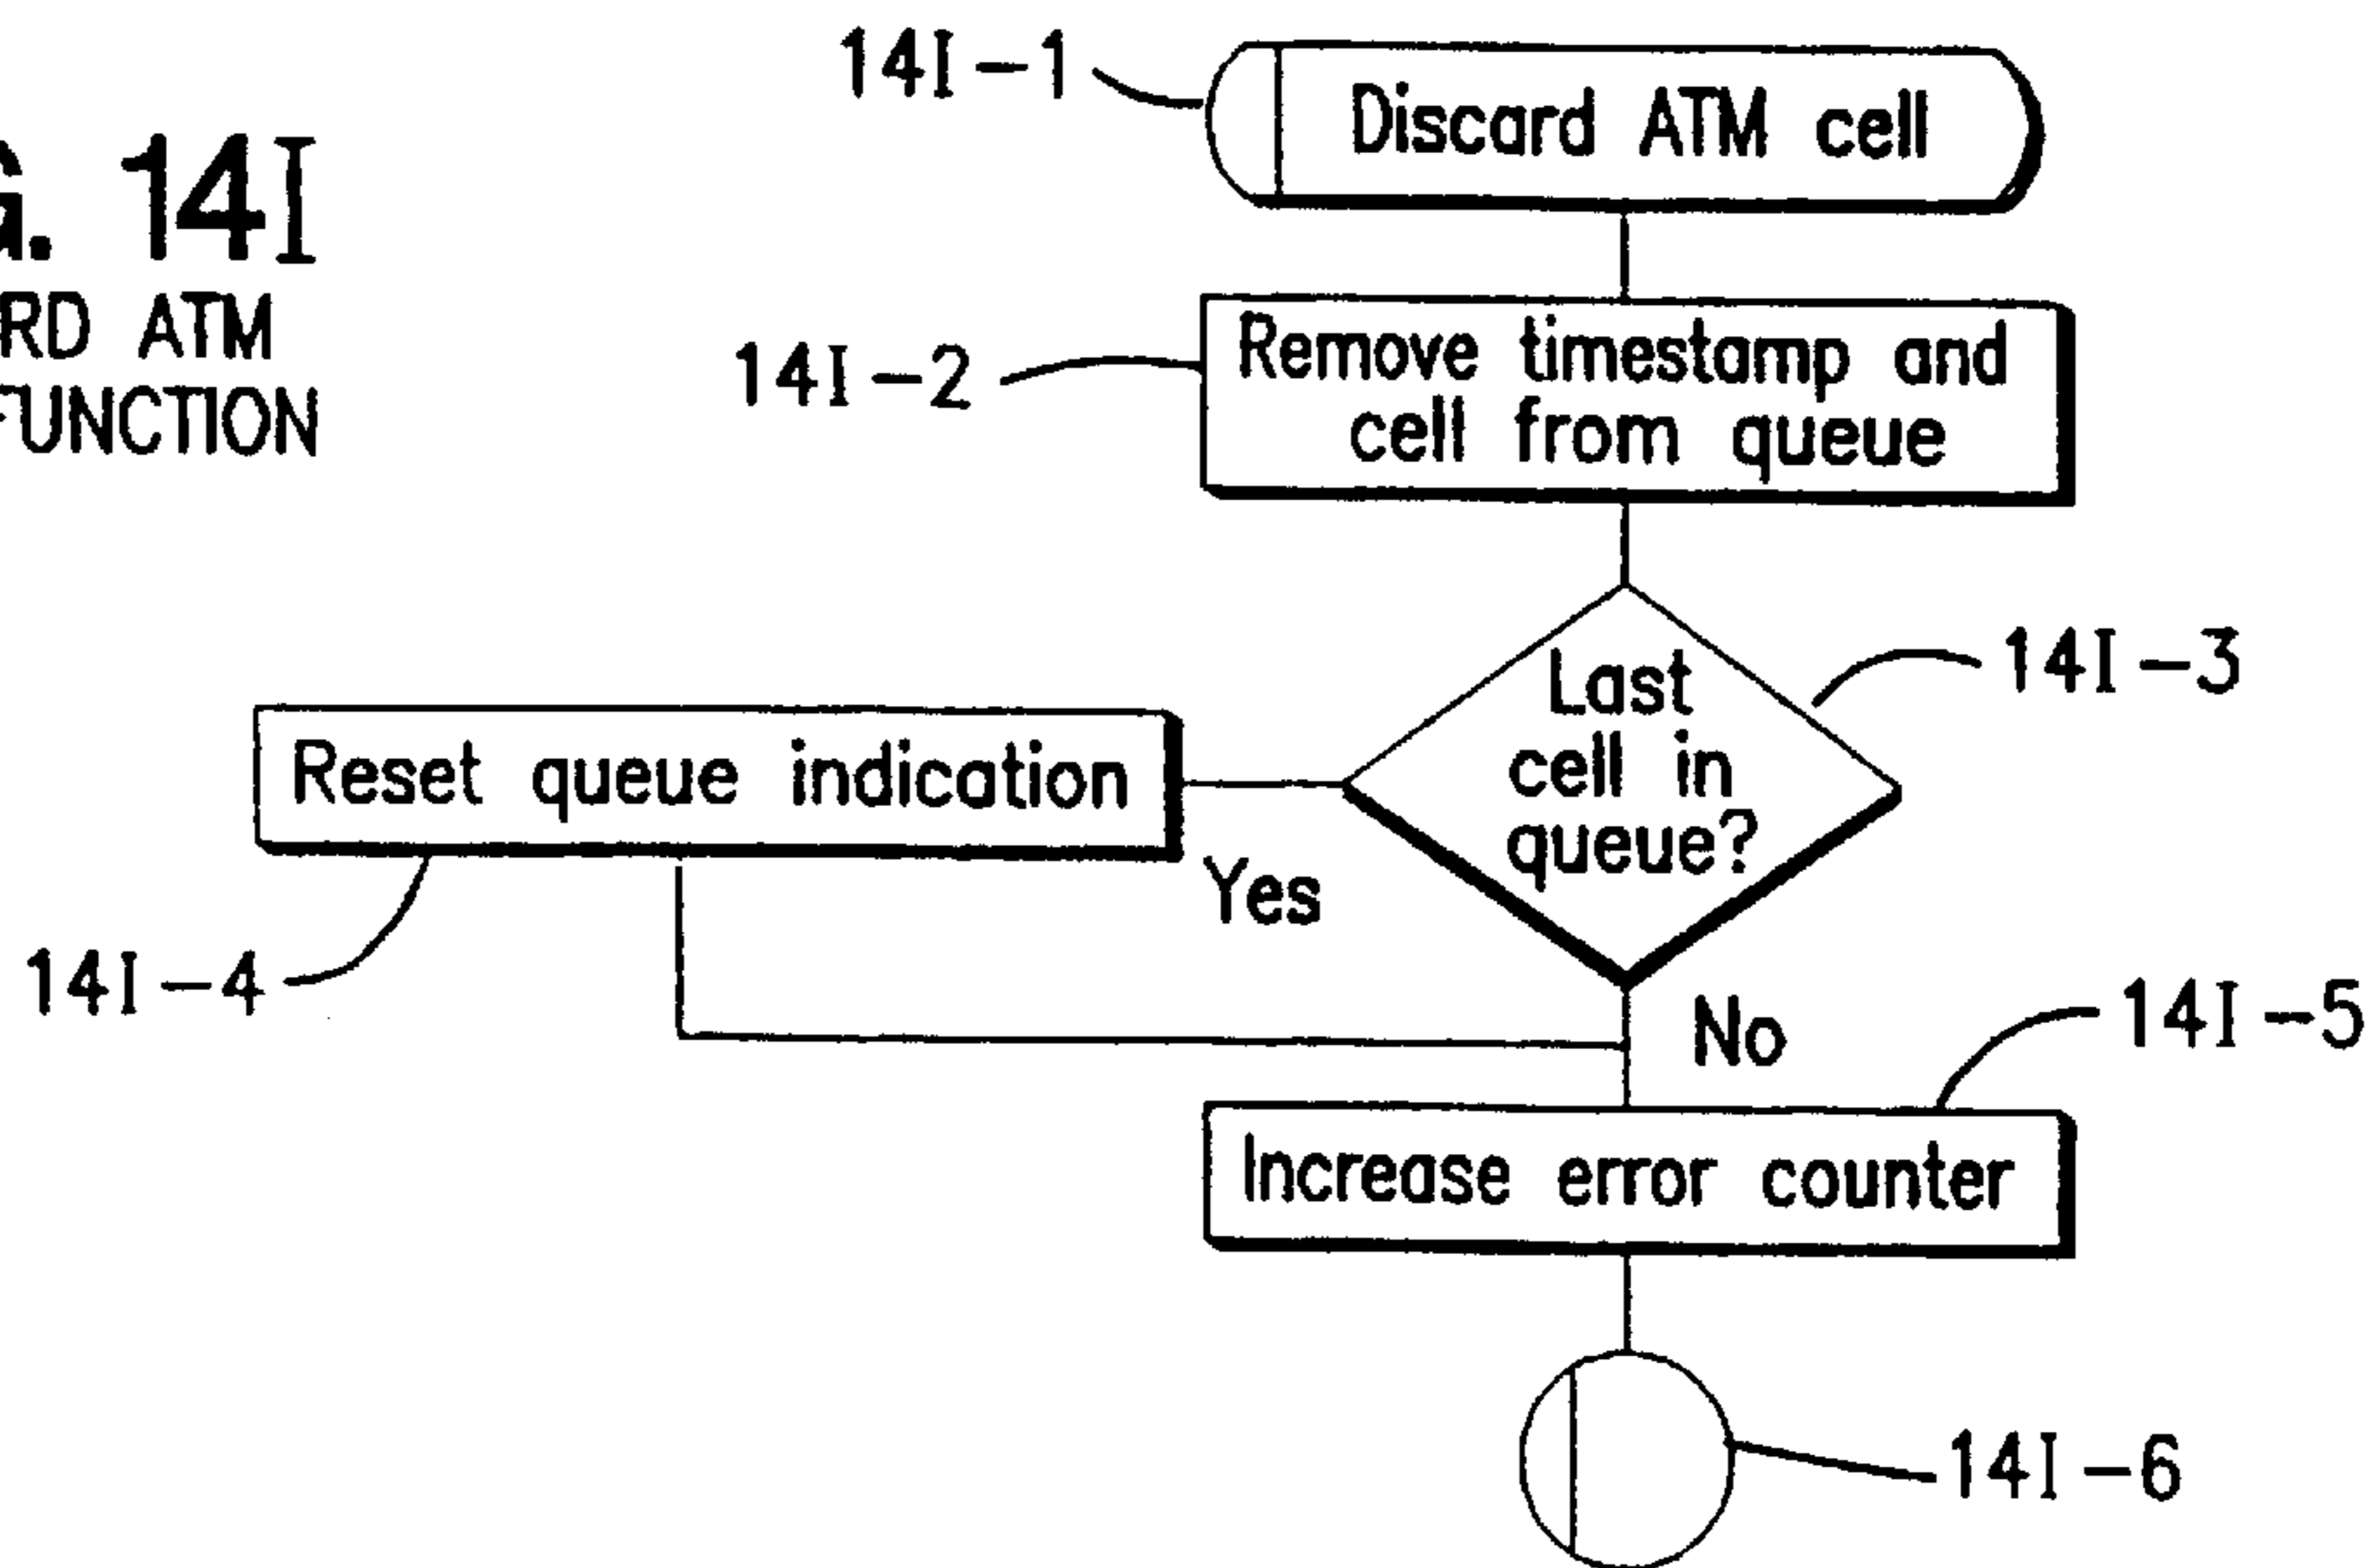 14I-1
Discard ATM cell
G. 14I
RD ATM
FUNCTION
14I-2
Remove timestamp and
cell from queue
14I-3
Last
cell in
queue?
Reset queue indication
Yes
14I-4
No
14I-5
Increase error counter
14I-6